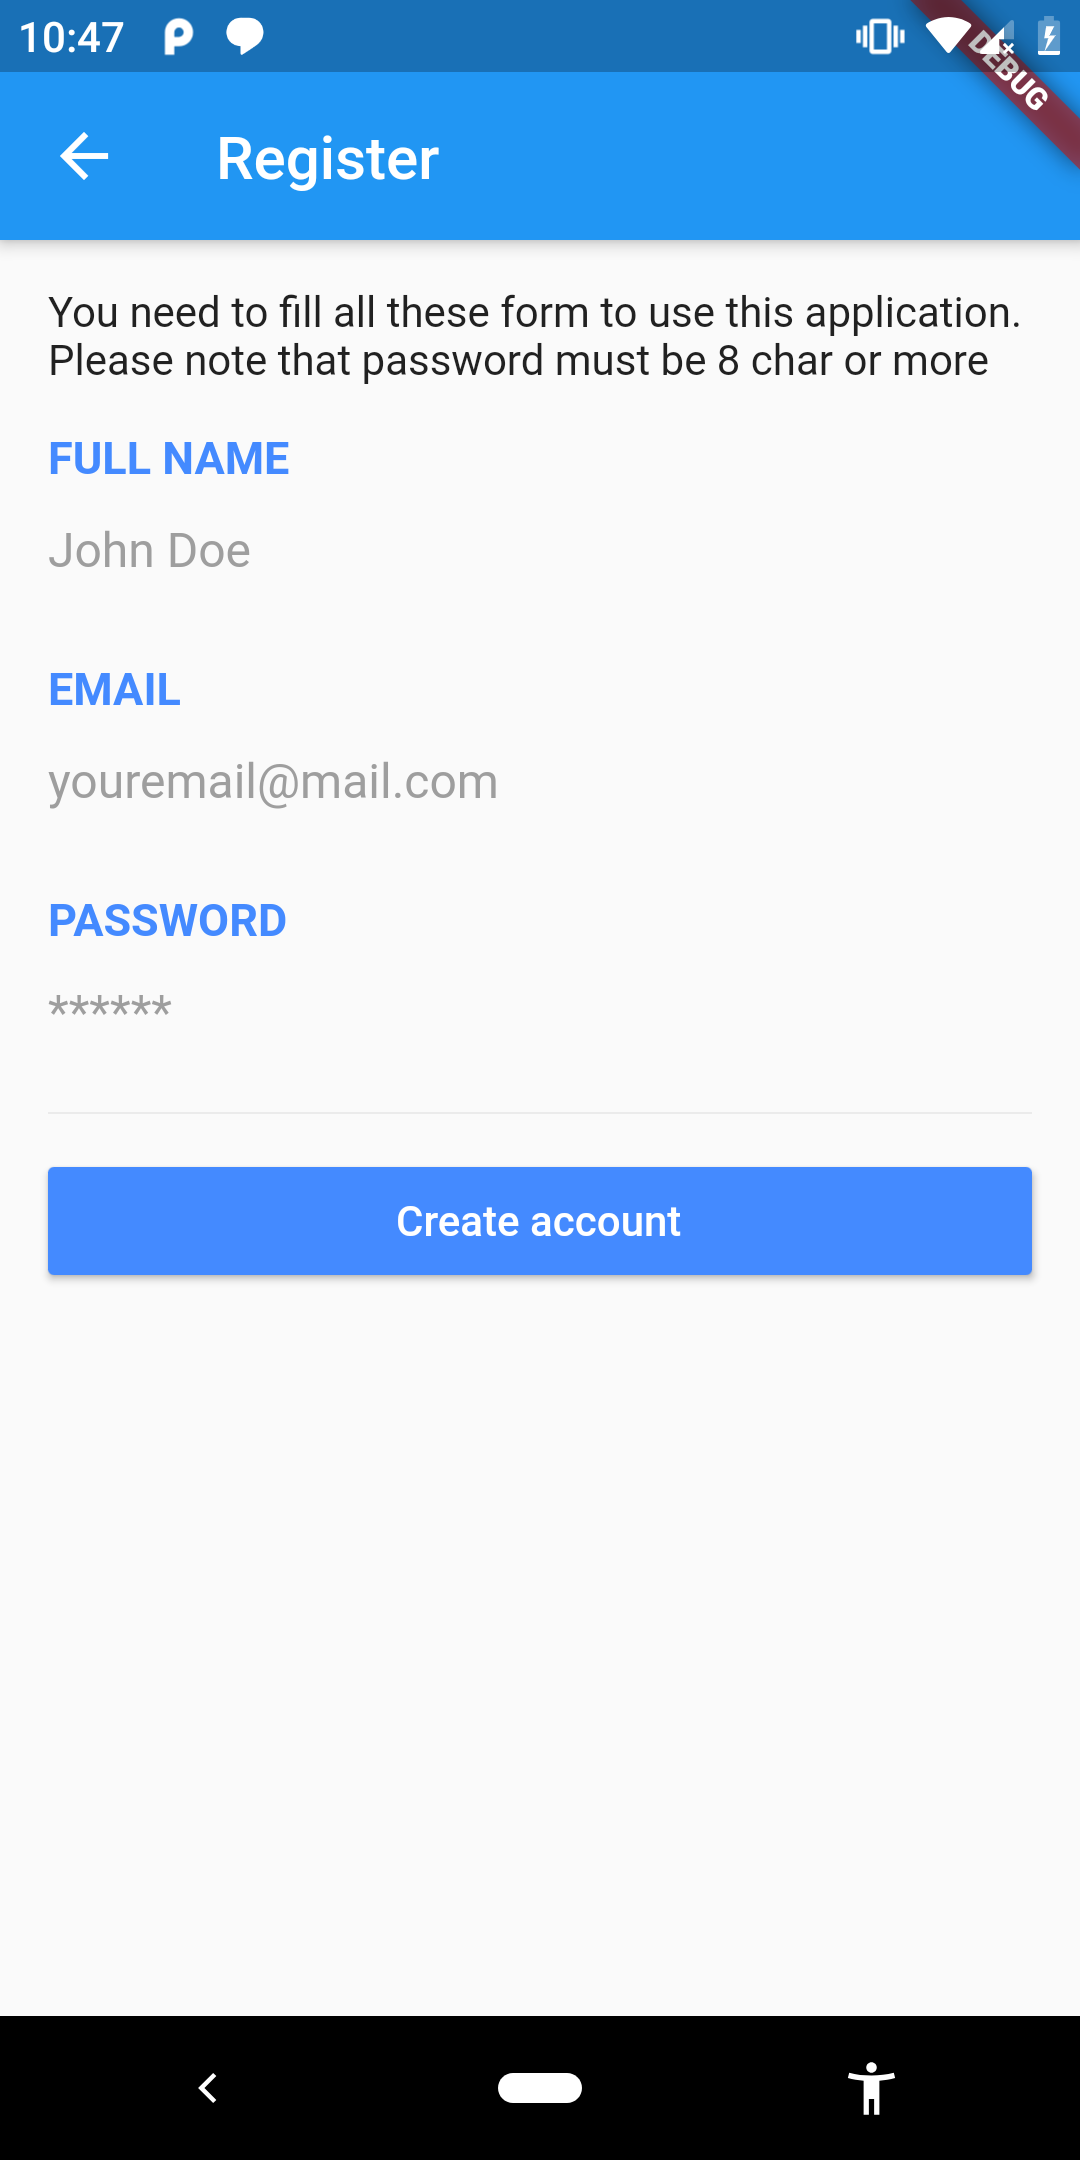 10:47
DEBUG
Register
You need to fill all these form to use this application.
Please note that password must be 8 char or more
FULL NAME
John Doe
EMAIL
youremail@mail.com
PASSWORD
******
Create account